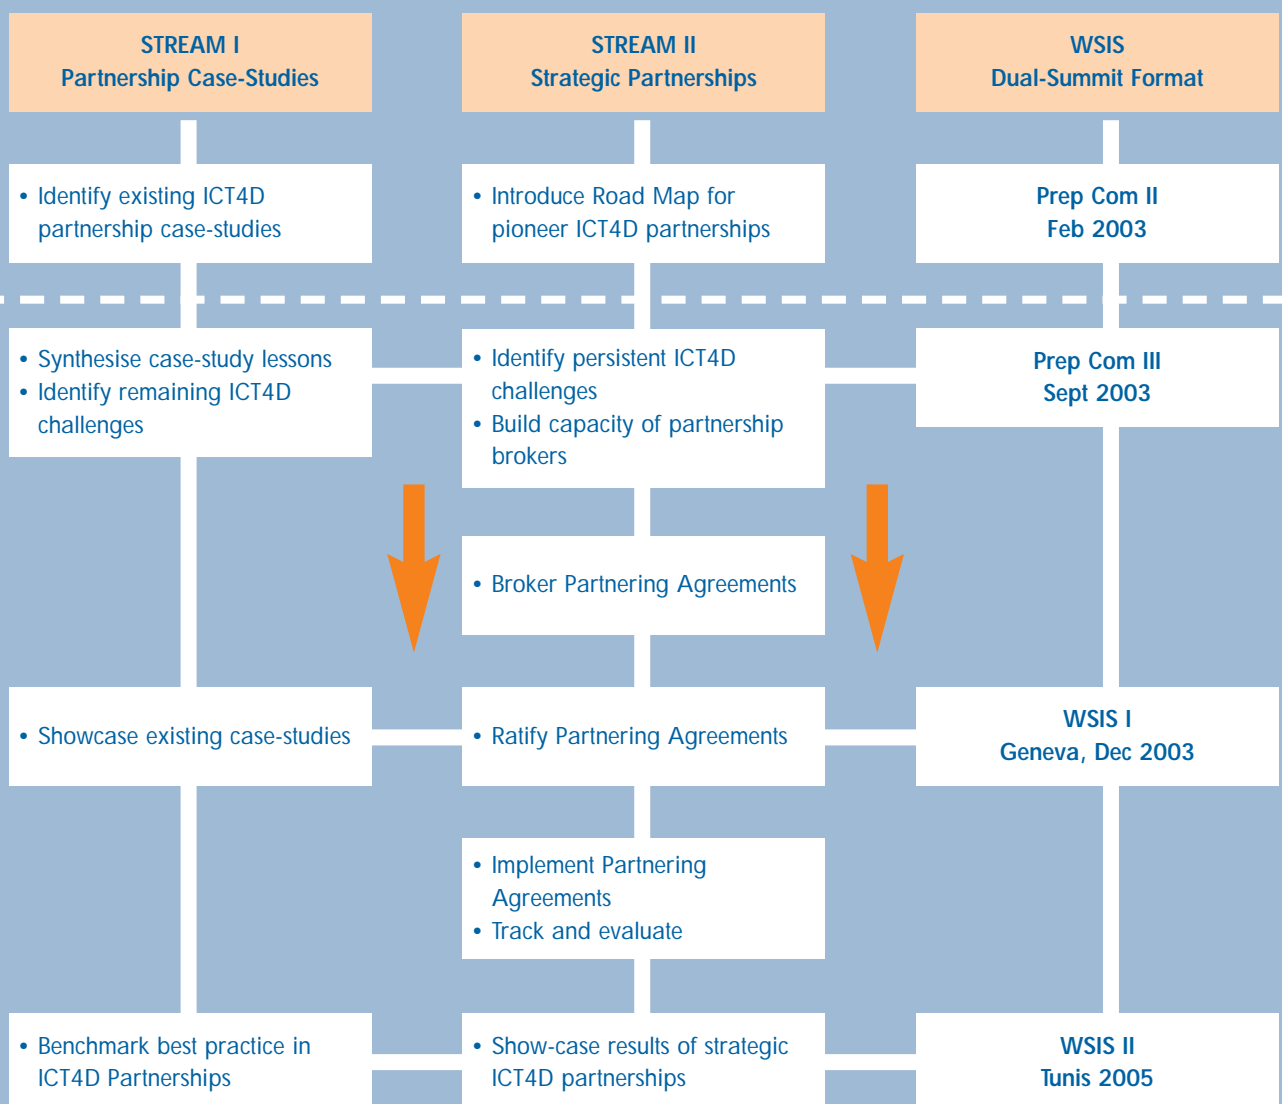 STREAM I
Partnership Case-Studies
STREAM II
Strategic Partnerships
WSIS
Dual-Summit Format
• Identify existing ICT4D
partnership case-studies
• Introduce Road Map for
pioneer ICT4D partnerships
Prep Com II
Feb 2003
• Synthesise case-study lessons
• Identify remaining ICT4D
challenges
• Identify persistent ICT4D
challenges
• Build capacity of partnership
brokers
Prep Com III
Sept 2003
• Broker Partnering Agreements
• Showcase existing case-studies
• Ratify Partnering Agreements
WSIS I
Geneva, Dec 2003
• Implement Partnering
Agreements
• Track and evaluate
• Benchmark best practice in
ICT4D Partnerships
• Show-case results of strategic
ICT4D partnerships
WSIS II
Tunis 2005